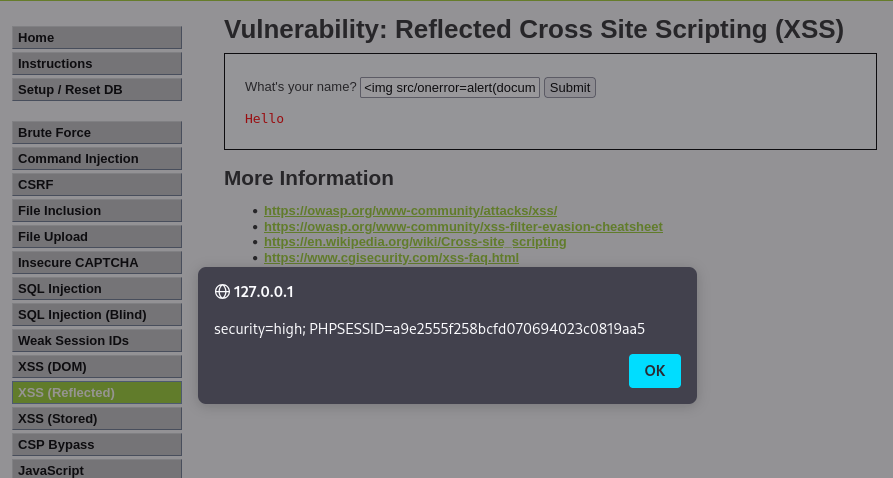 Vulnerability: Reflected Cross Site Scripting (XSS)
Home
Instructions
Setup / Reset DB
Brute Force
Command Injection
CSRF
File Inclusion
File Upload
Insecure CAPTCHA
SQL Injection
SQL Injection (Blind)
Weak Session IDs
XSS (DOM)
XSS (Reflected)
XSS (Stored)
CSP Bypass
JavaScript
What's your name? <img src/onerror=alert(docum Submit
Hello
More Information
https://owasp.org/www-community/attacks/xss/
https://owasp.org/www-community/xss-filter-evasion-cheatsheet
https://en.wikipedia.org/wiki/Cross-site_scripting
https://www.cgisecurity.com/xss-faq.html
127.0.0.1
security=high; PHPSESSID=a9e2555f258bcfd070694023c0819aa5
OK